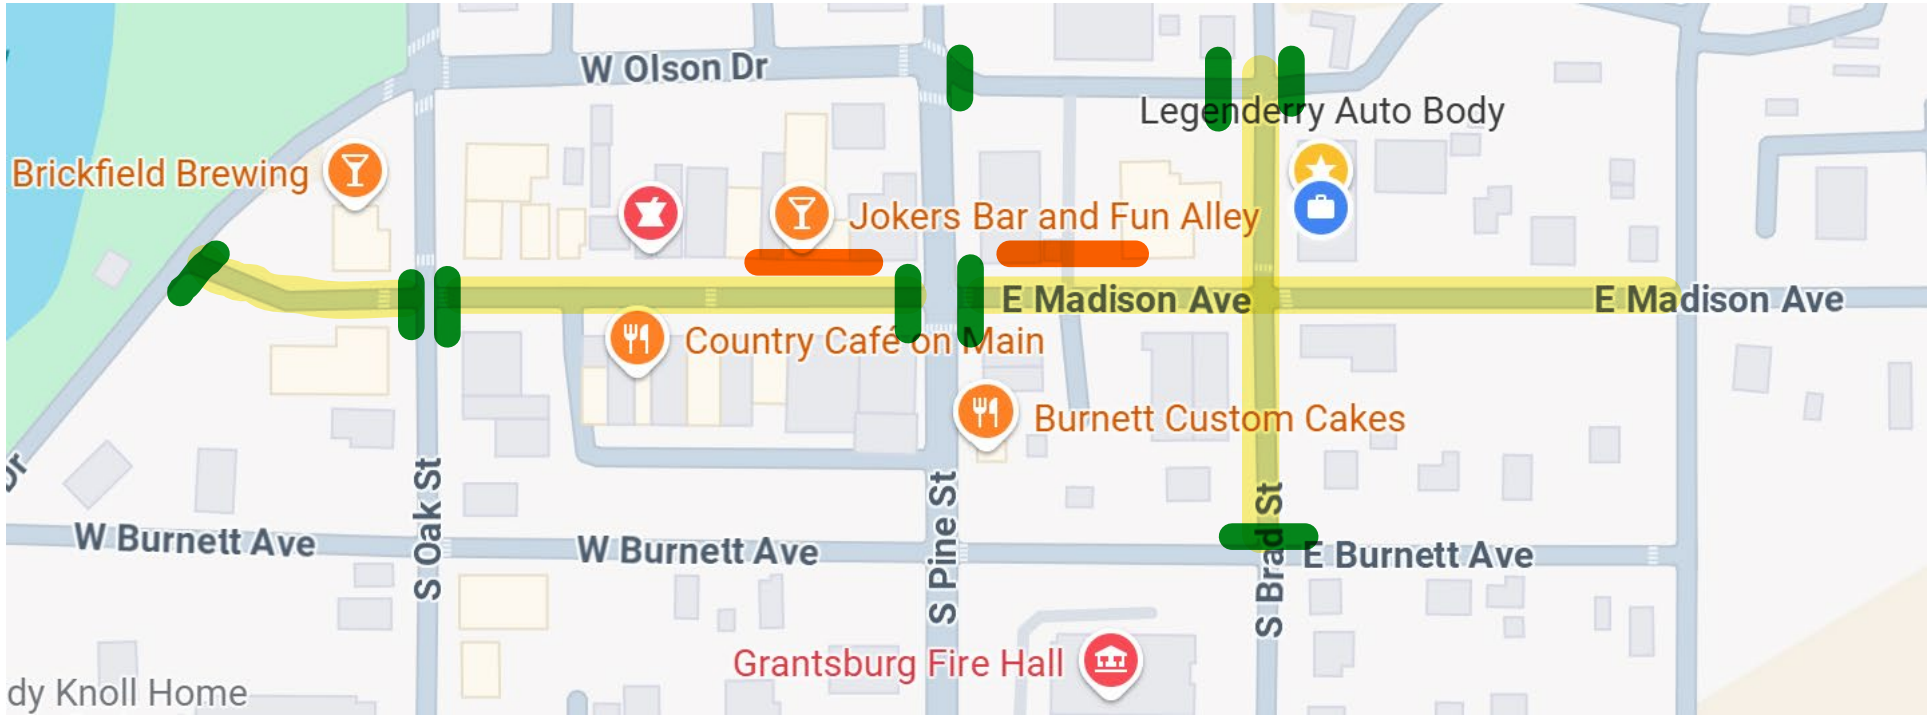 W Olson Dr
Legenderry Auto Body
Brickfield Brewing
Jokers Bar and Fun Alley
E Madison Ave
E Madison Ave
Country Café on Main
Burnett Custom Cakes
Dr
S Oak St
S Pine St
S Brad St
W Burnett Ave
W Burnett Ave
E Burnett Ave
Grantsburg Fire Hall
dy Knoll Home